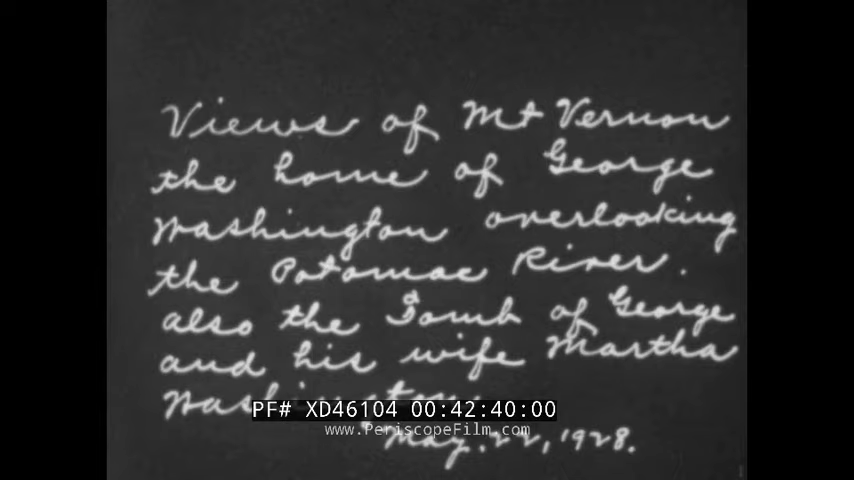 Views of Mt Vernon
the home of George
Washington overlooking
the Potomac River.
also the Tomb of George
and his wife Martha
Washington
PF# XD46104 00:42:40:00
www.PeriscopeFilm.com
May. 22, 1928.